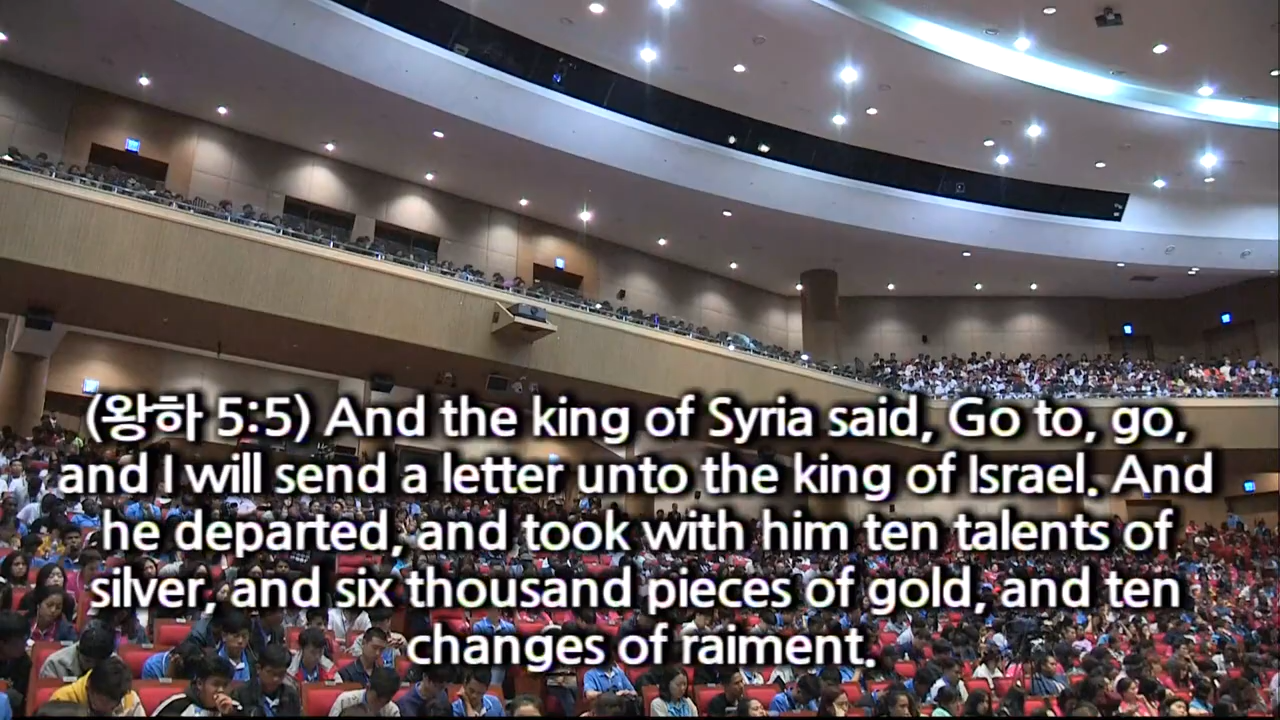 (왕하 5:5) And the king of Syria said, Go to, go,
and I will send a letter unto the king of Israel. And
he departed, and took with him ten talents of
silver, and six thousand pieces of gold, and ten
changes of raiment.